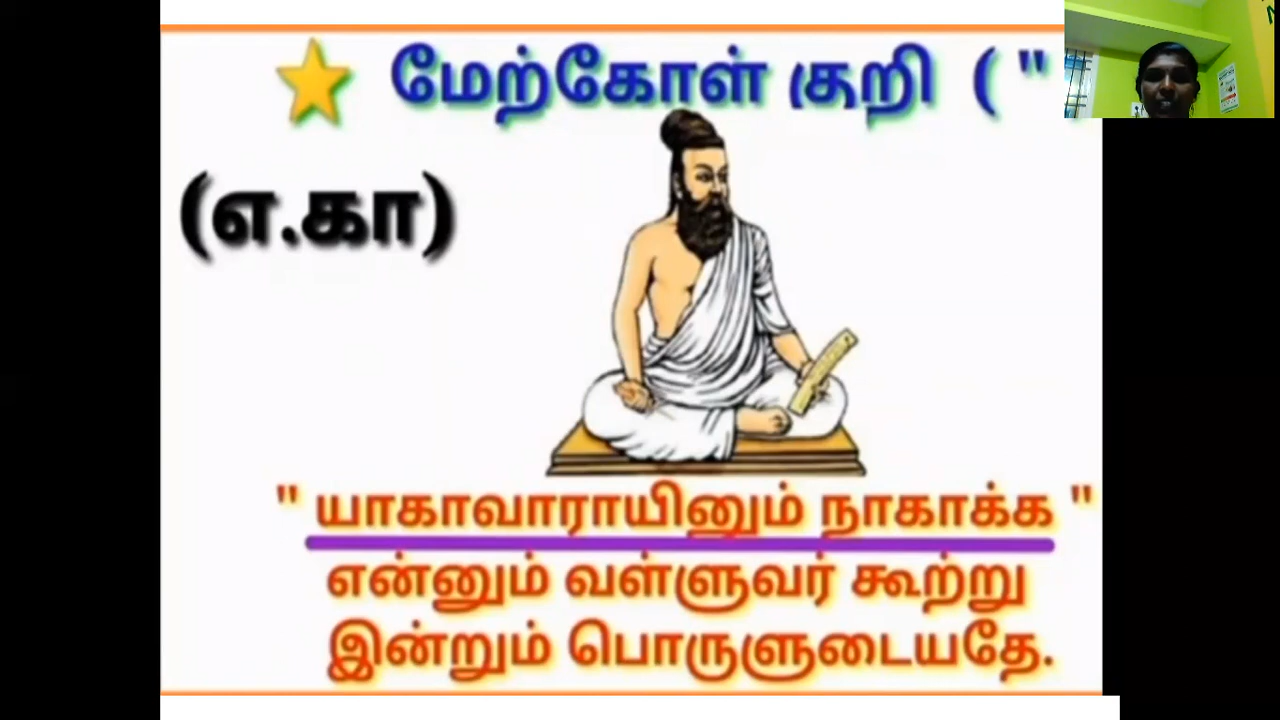 மேற்கோள் குறி ( "
(எ.கா)
" யாகாவாராயினும் நாகாக்க "
என்னும் வள்ளுவர் கூற்று
இன்றும் பொருளுடையதே.